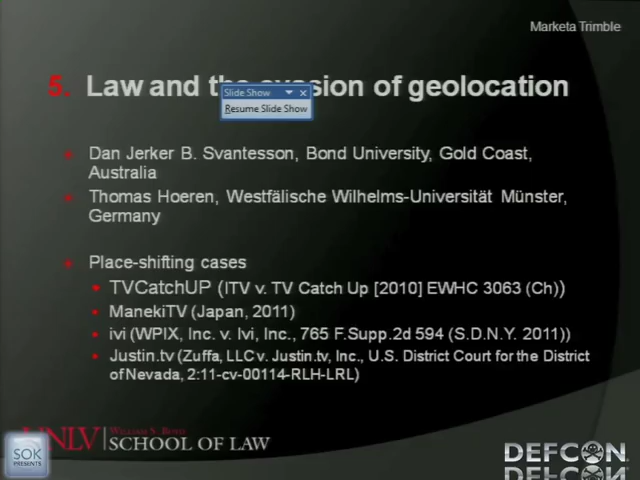 Marketa Trimble
5. Law and the evasion of geolocation
Slide Show
Resume Slide Show
Dan Jerker B. Svantesson, Bond University, Gold Coast,
Australia
Thomas Hoeren, Westfälische Wilhelms-Universität Münster,
Germany
Place-shifting cases
TVCatchUP (ITV v. TV Catch Up [2010] EWHC 3063 (Ch))
ManekiTV (Japan, 2011)
ivi (WPIX, Inc. v. Ivi, Inc., 765 F.Supp.2d 594 (S.D.N.Y. 2011))
Justin.tv (Zuffa, LLC v. Justin.tv, Inc., U.S. District Court for the District
of Nevada, 2:11-cv-00114-RLH-LRL)
UNLV WILLIAM S. BOYD
SCHOOL OF LAW
SOK
PRESENTS
DEFCON